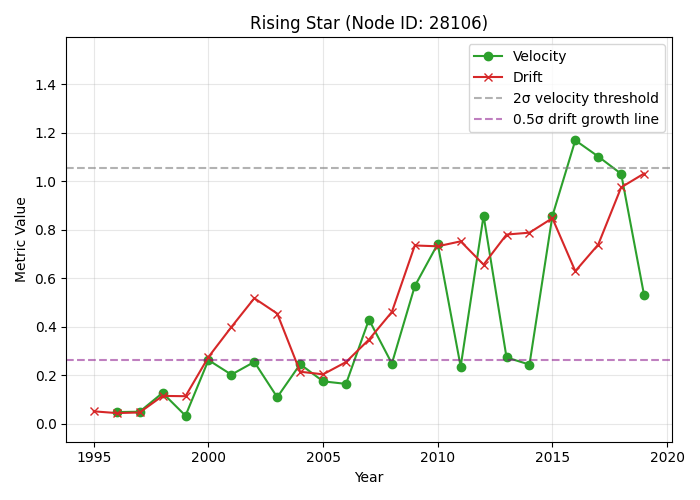 Rising Star (Node ID: 28106)
Velocity
Drift
2σ velocity threshold
0.5σ drift growth line
Metric Value
1.4
1.2
1.0
0.8
0.6
0.4
0.2
0.0
1995 2000 2005 2010 2015 2020
Year